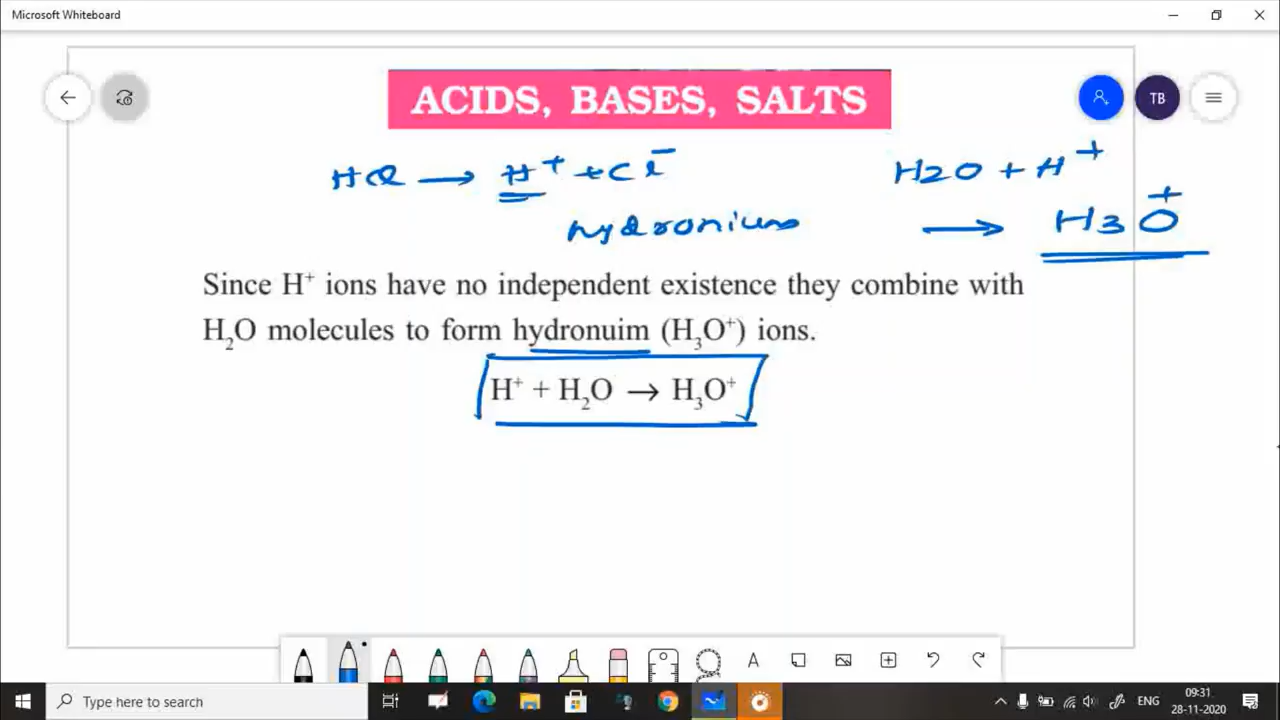 Microsoft Whiteboard
TB
ACIDS, BASES, SALTS
HCl → H⁺ + Cl⁻
H2O + H⁺
hydronium
→ H3O⁺
Since H⁺ ions have no independent existence they combine with
H₂O molecules to form hydronuim (H₃O⁺) ions.
H⁺ + H₂O → H₃O⁺
A
Type here to search
ENG
09:31
28-11-2020